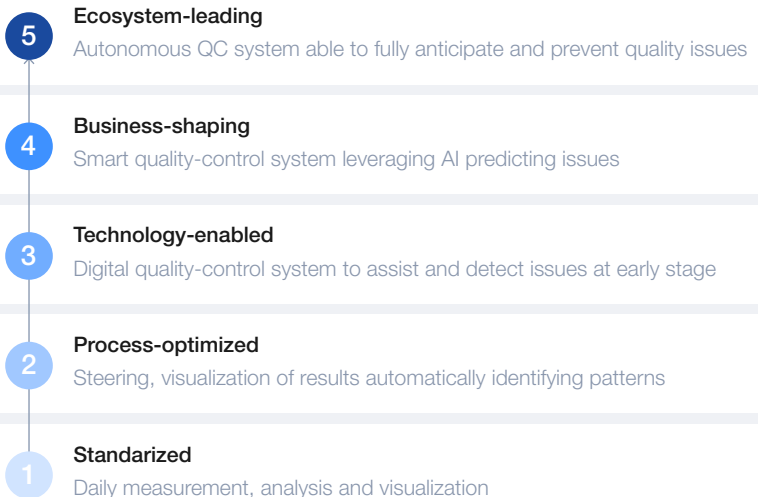 5
Ecosystem-leading
Autonomous QC system able to fully anticipate and prevent quality issues
4
Business-shaping
Smart quality-control system leveraging AI predicting issues
3
Technology-enabled
Digital quality-control system to assist and detect issues at early stage
2
Process-optimized
Steering, visualization of results automatically identifying patterns
1
Standarized
Daily measurement, analysis and visualization